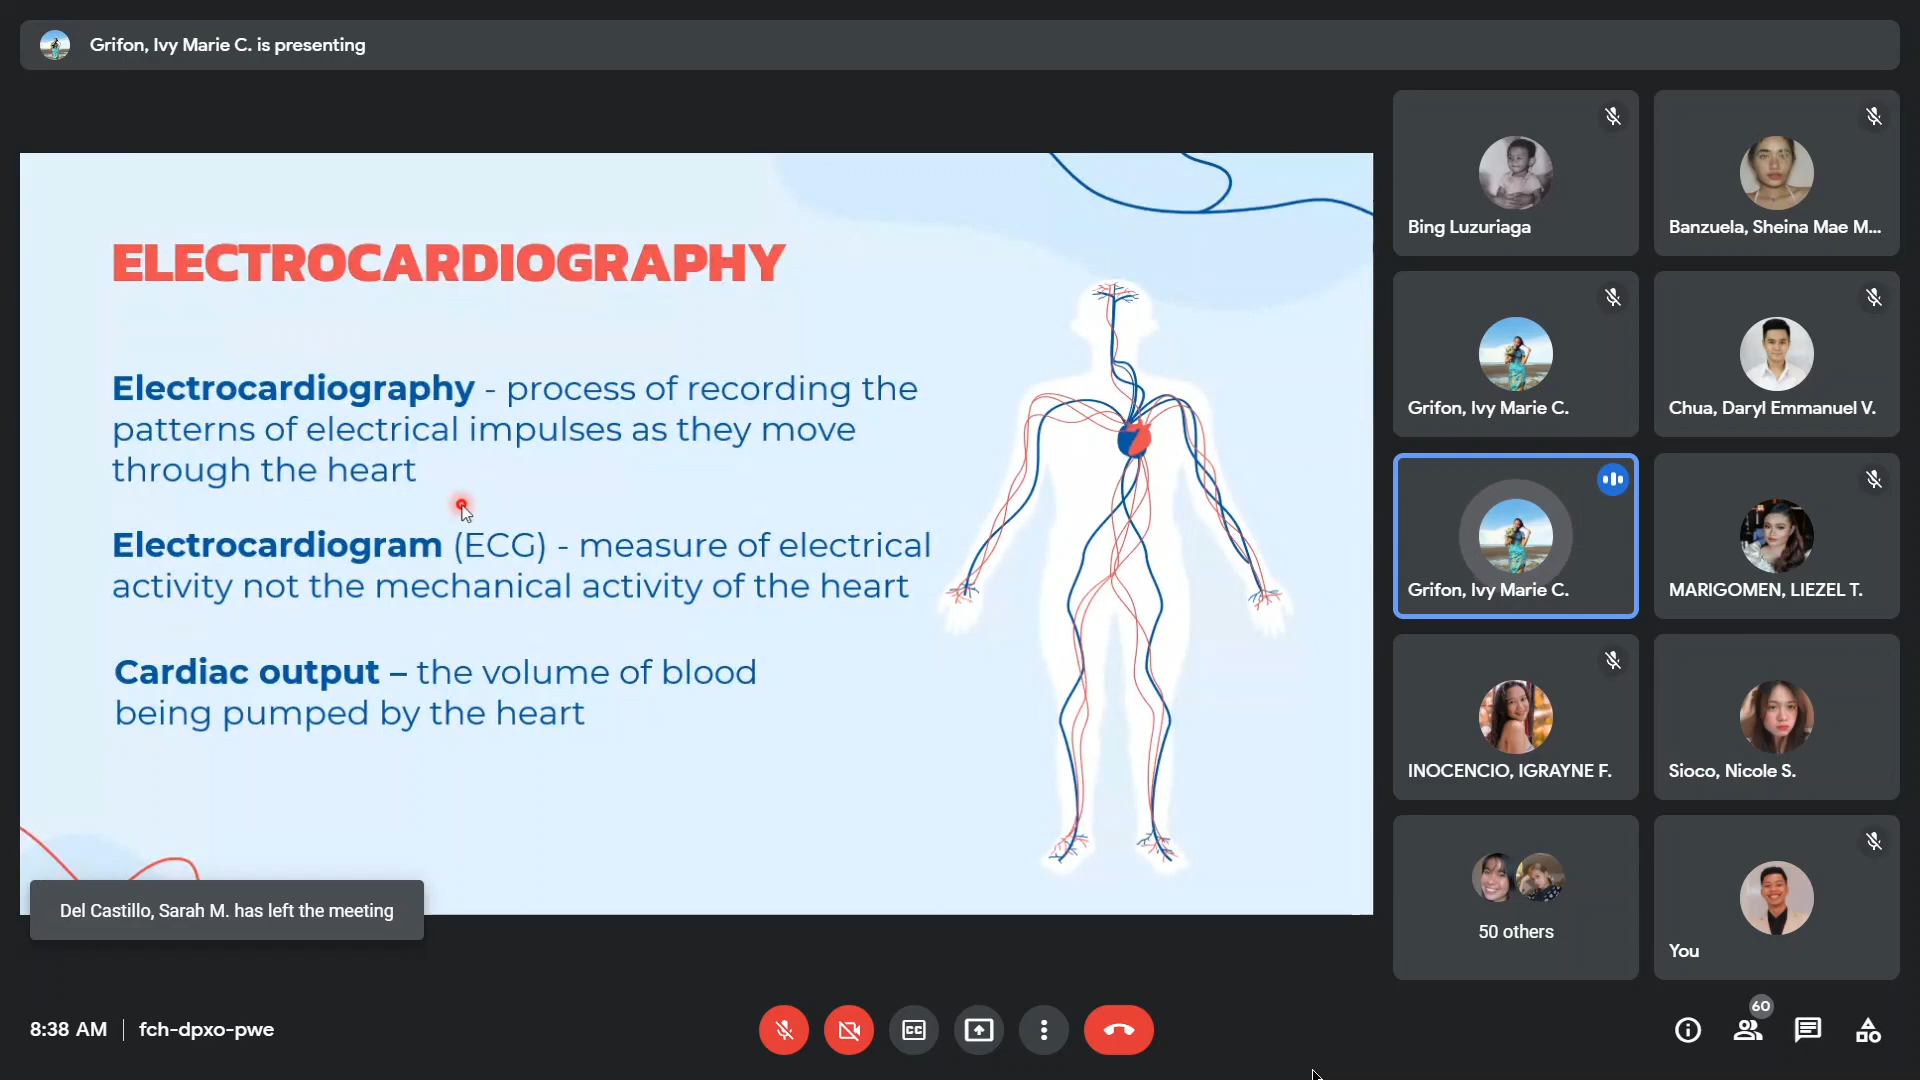 Grifon, Ivy Marie C. is presenting
ELECTROCARDIOGRAPHY
Electrocardiography - process of recording the
patterns of electrical impulses as they move
through the heart
Electrocardiogram (ECG) - measure of electrical
activity not the mechanical activity of the heart
Cardiac output – the volume of blood
being pumped by the heart
Del Castillo, Sarah M. has left the meeting
Bing Luzuriaga
Banzuela, Sheina Mae M...
Grifon, Ivy Marie C.
Chua, Daryl Emmanuel V.
Grifon, Ivy Marie C.
MARIGOMEN, LIEZEL T.
INOCENCIO, IGRAYNE F.
Sioco, Nicole S.
50 others
You
8:38 AM | fch-dpxo-pwe
CC
60